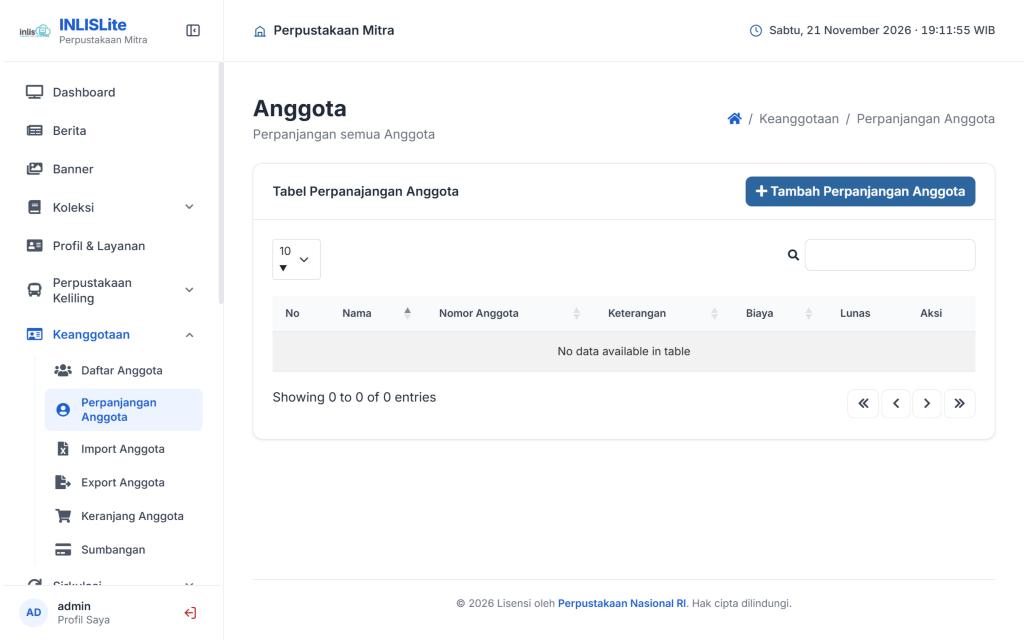 inlis
INLISLite
Perpustakaan Mitra
Perpustakaan Mitra
Sabtu, 21 November 2026 · 19:11:55 WIB
Dashboard
Berita
Banner
Koleksi
Profil & Layanan
Perpustakaan
Keliling
Keanggotaan
Daftar Anggota
Perpanjangan
Anggota
Import Anggota
Export Anggota
Keranjang Anggota
Sumbangan
Sirkulasi
AD
admin
Profil Saya
Anggota
Perpanjangan semua Anggota
/ Keanggotaan / Perpanjangan Anggota
Tabel Perpanajangan Anggota
Tambah Perpanjangan Anggota
10
No Nama Nomor Anggota Keterangan Biaya Lunas Aksi
No data available in table
Showing 0 to 0 of 0 entries
© 2026 Lisensi oleh Perpustakaan Nasional RI. Hak cipta dilindungi.